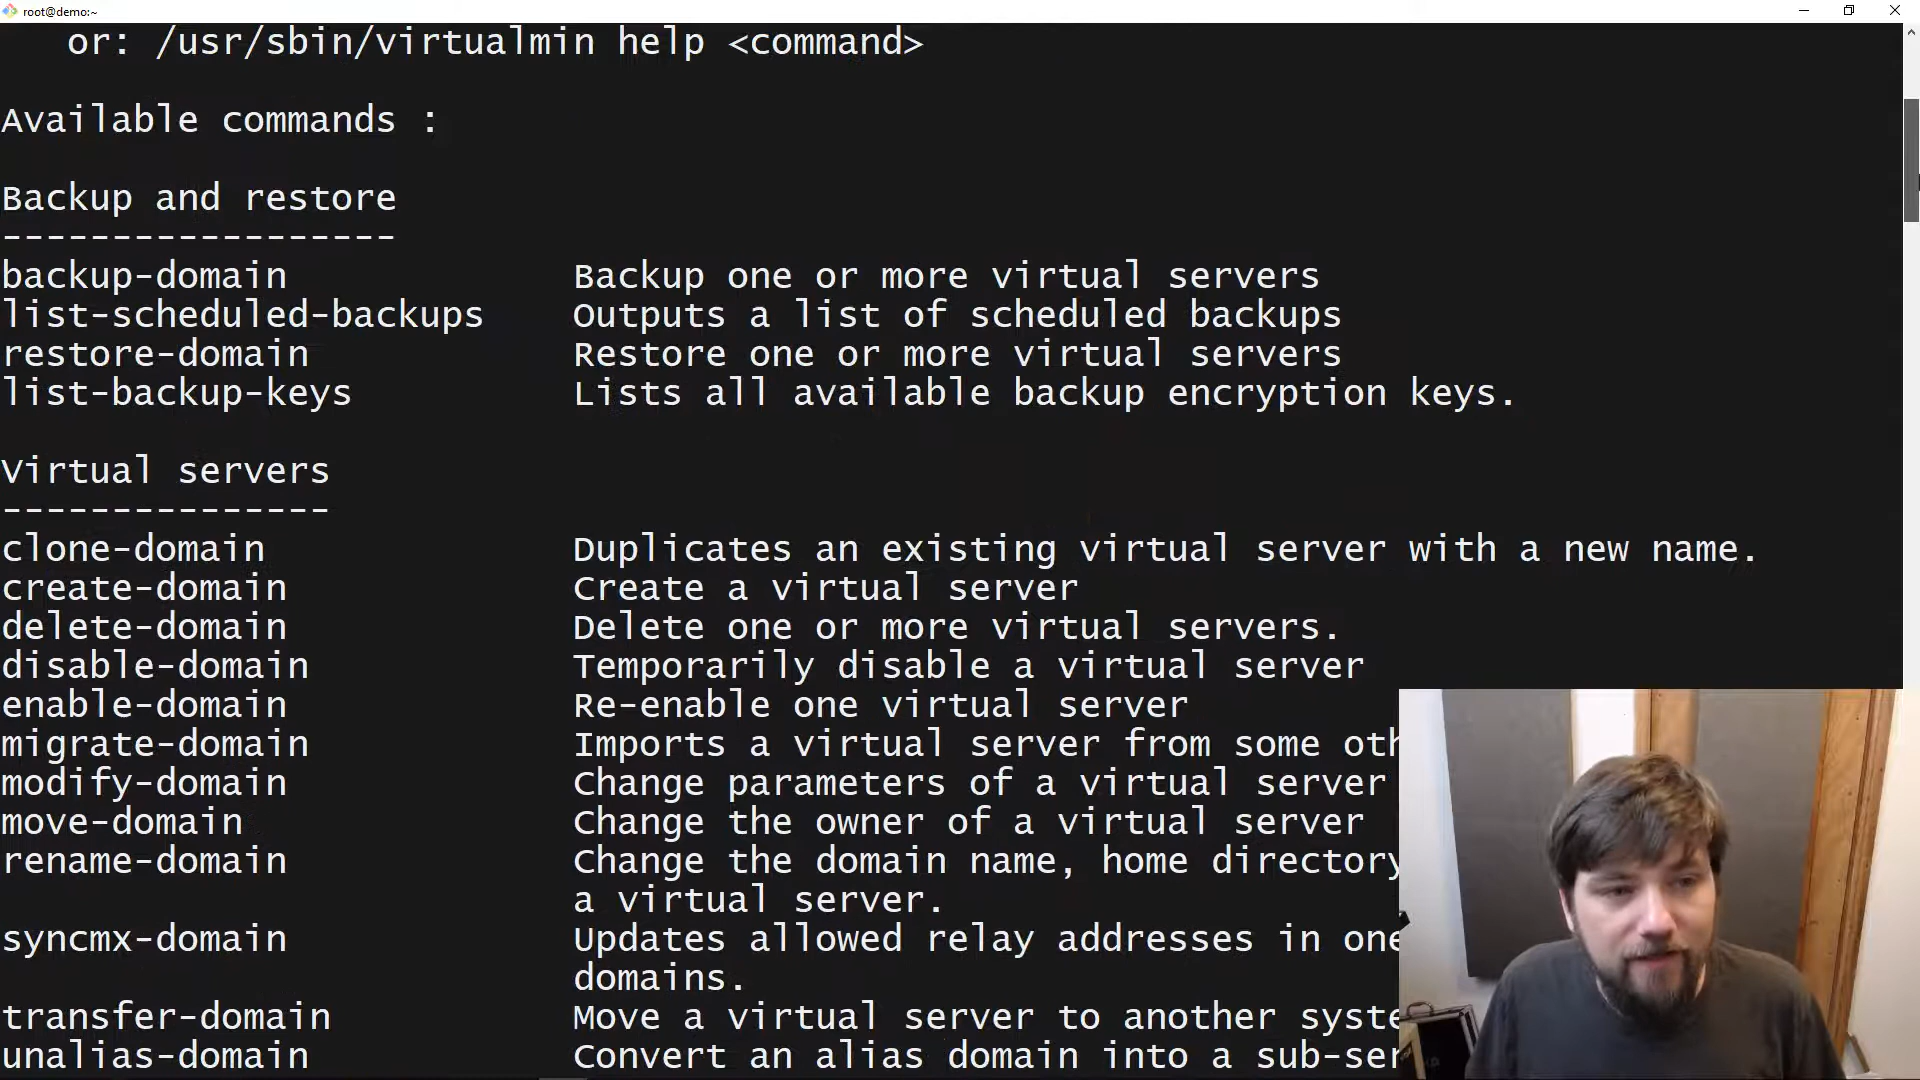 root@demo:~
or: /usr/sbin/virtualmin help <command>
Available commands :
Backup and restore
------------------
backup-domain Backup one or more virtual servers
list-scheduled-backups Outputs a list of scheduled backups
restore-domain Restore one or more virtual servers
list-backup-keys Lists all available backup encryption keys.
Virtual servers
---------------
clone-domain Duplicates an existing virtual server with a new name.
create-domain Create a virtual server
delete-domain Delete one or more virtual servers.
disable-domain Temporarily disable a virtual server
enable-domain Re-enable one virtual server
migrate-domain Imports a virtual server from some
modify-domain Change parameters of a virtual server
move-domain Change the owner of a virtual server
rename-domain Change the domain name, home directory
a virtual server.
syncmx-domain Updates allowed relay addresses in one
domains.
transfer-domain Move a virtual server to another
unalias-domain Convert an alias domain into a